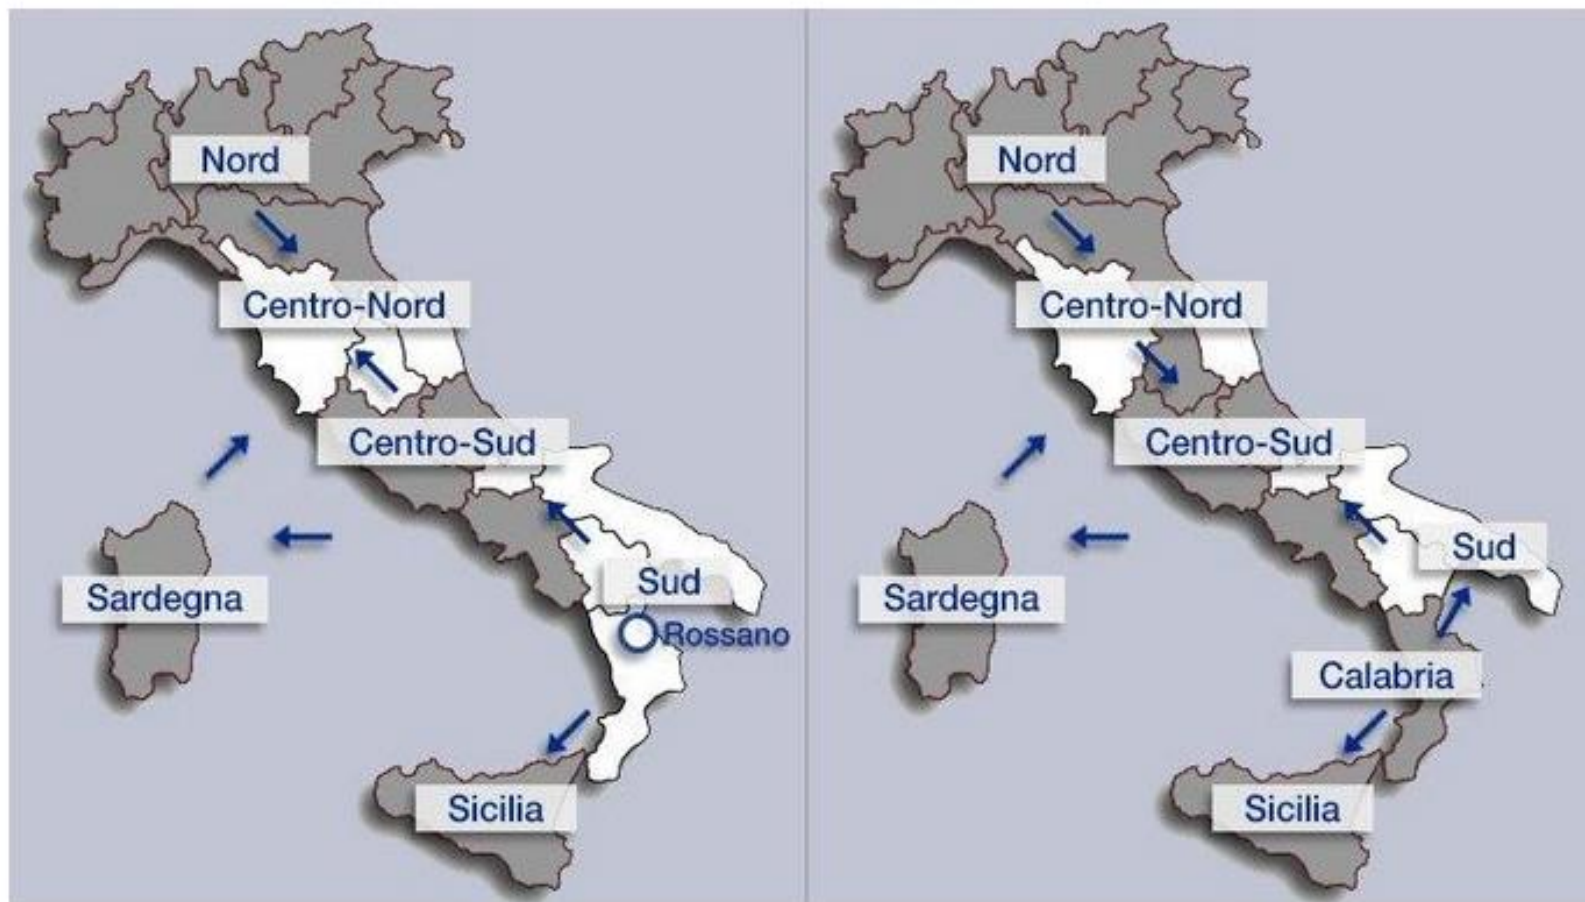 Nord
Centro-Nord
Centro-Sud
Sardegna
Sud
Rossano
Sicilia
Nord
Centro-Nord
Centro-Sud
Sud
Sardegna
Calabria
Sicilia